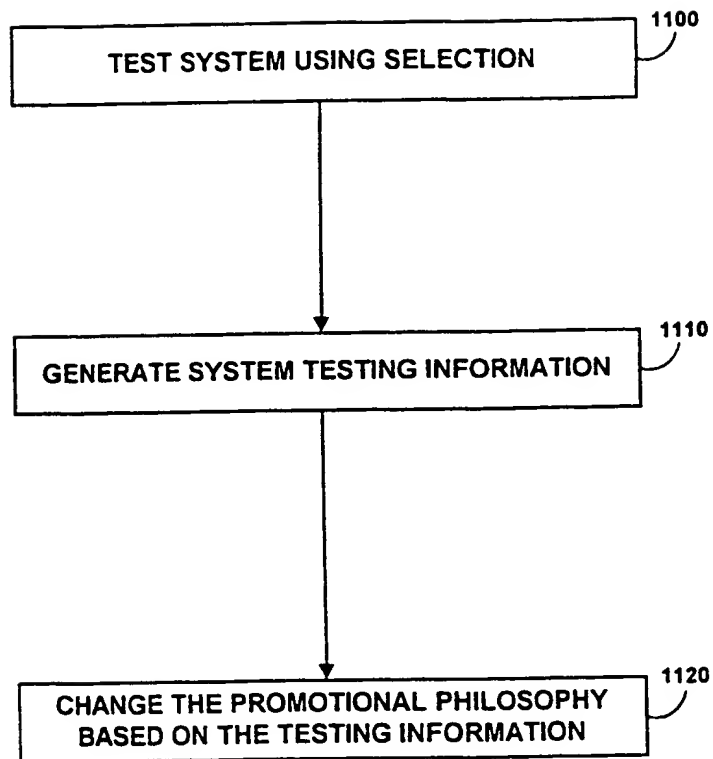 1100
TEST SYSTEM USING SELECTION
1110
GENERATE SYSTEM TESTING INFORMATION
1120
CHANGE THE PROMOTIONAL PHILOSOPHY
BASED ON THE TESTING INFORMATION